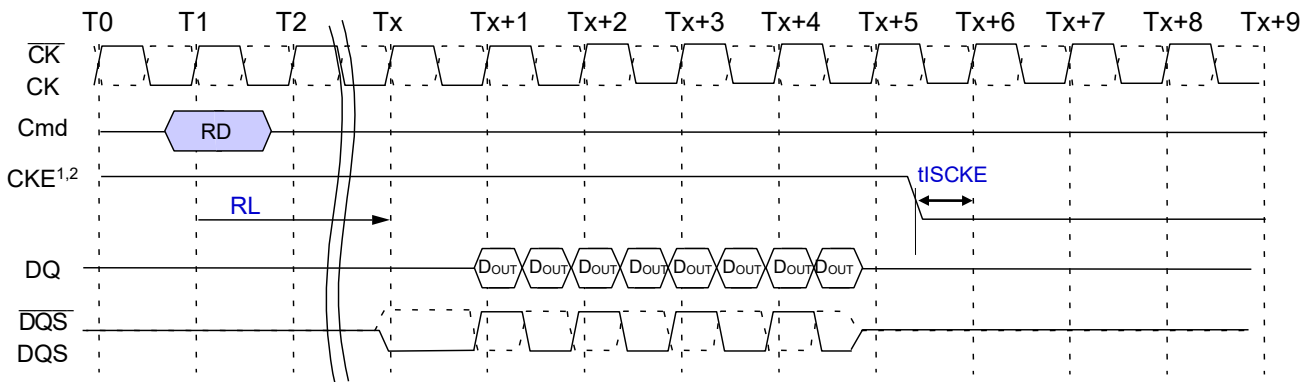 T0 T1 T2 Tx Tx+1 Tx+2 Tx+3 Tx+4 Tx+5 Tx+6 Tx+7 Tx+8 Tx+9
C̅K̅
CK
Cmd RD
CKE1,2 tISCKE
RL
DQ DOUT DOUT DOUT DOUT DOUT DOUT DOUT DOUT
D̅Q̅S̅
DQS